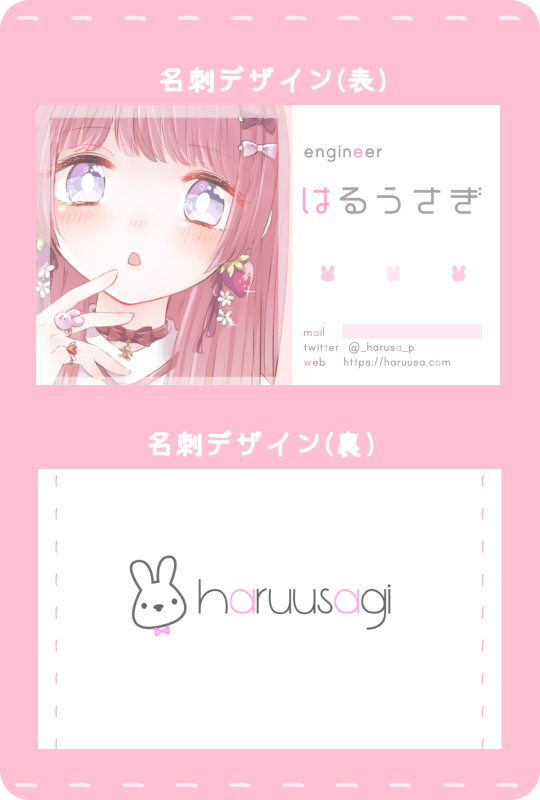 名刺デザイン(表)
engineer
はるうさぎ
mail
twitter @_harusa_p
web https://haruusa.com
名刺デザイン(裏)
haruusagi